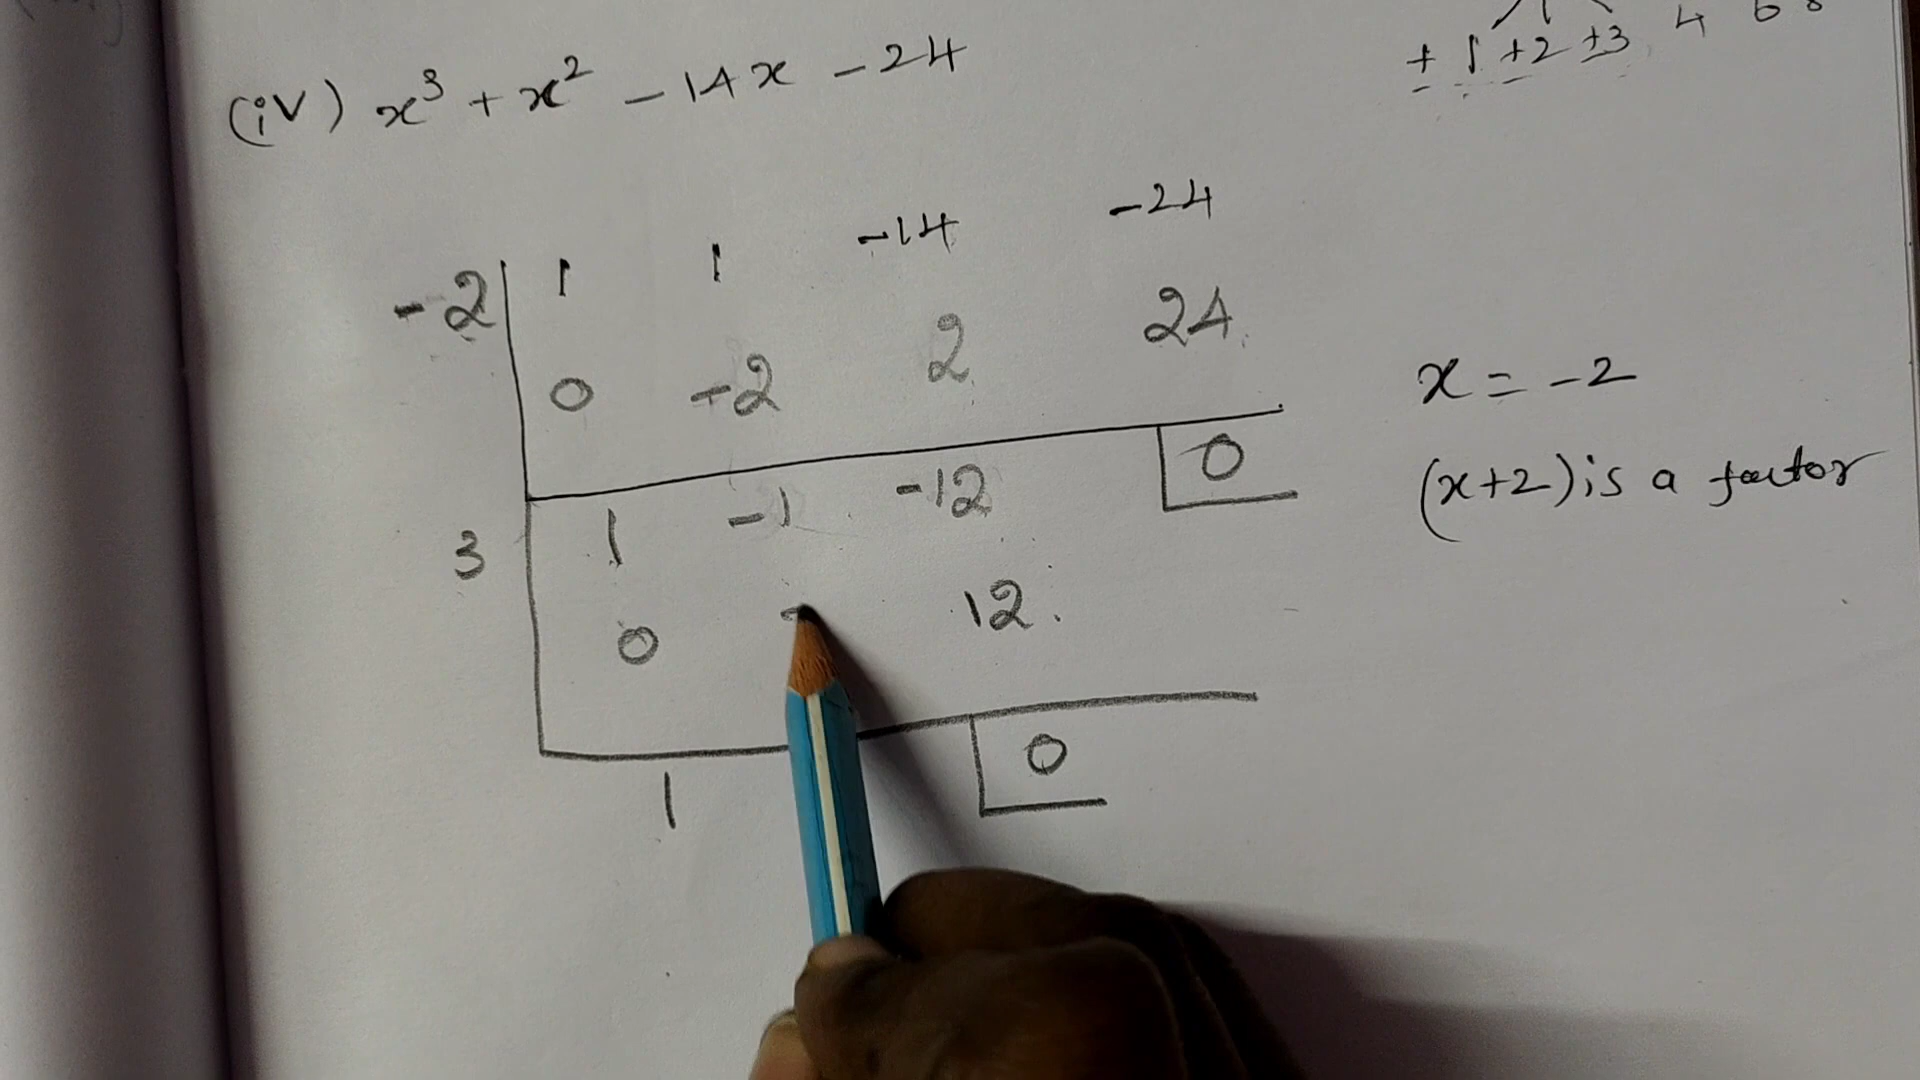 ± 1 ±2 ±3 4 6 8
(iv) x³ + x² - 14x - 24
-2 | 1 1 -14 -24
0 -2 2 24
x = -2
1 -1 -12 0
(x+2) is a factor
3
0 12
1 0